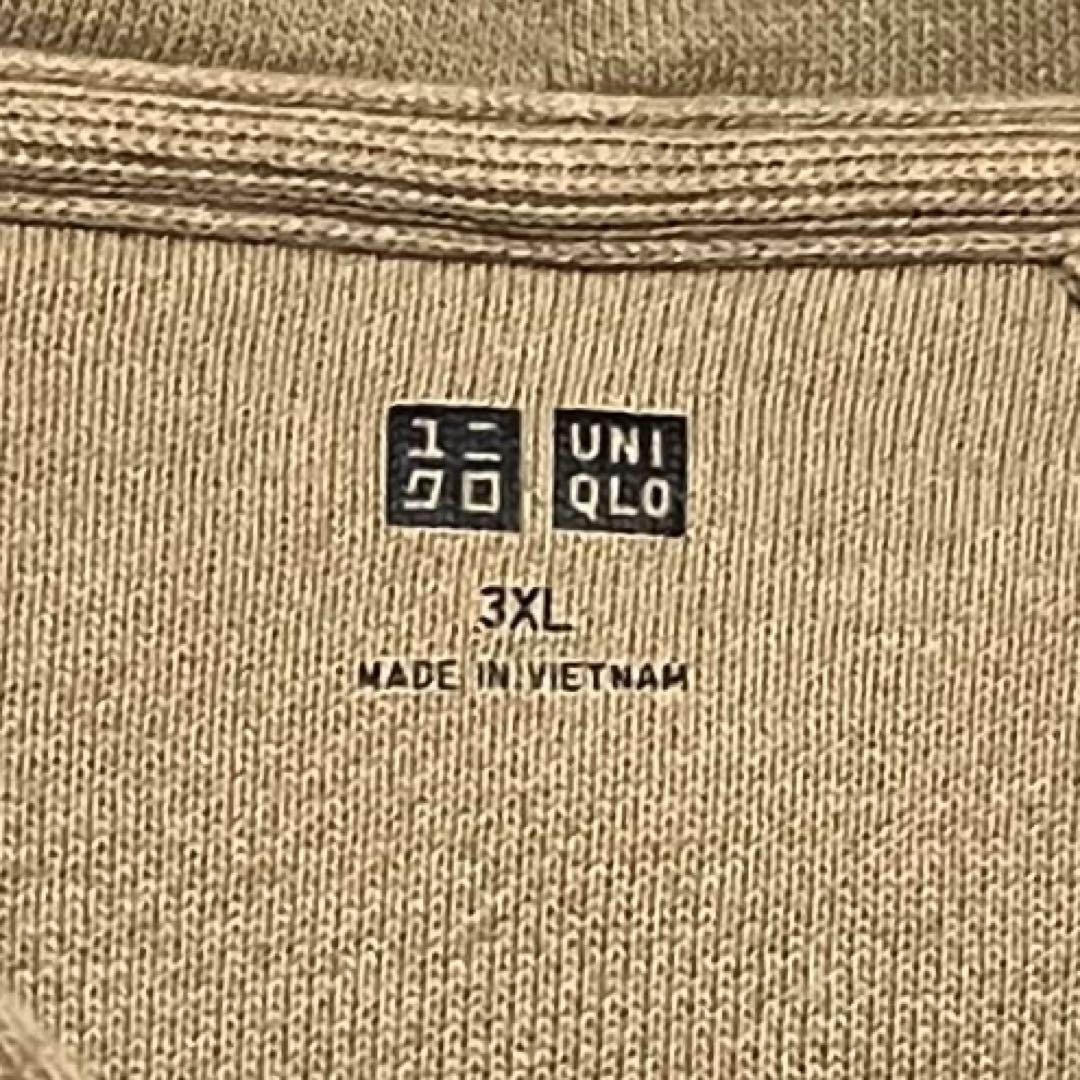 ユニ
クロ
UNI
QLO
3XL
MADE IN VIETNAM